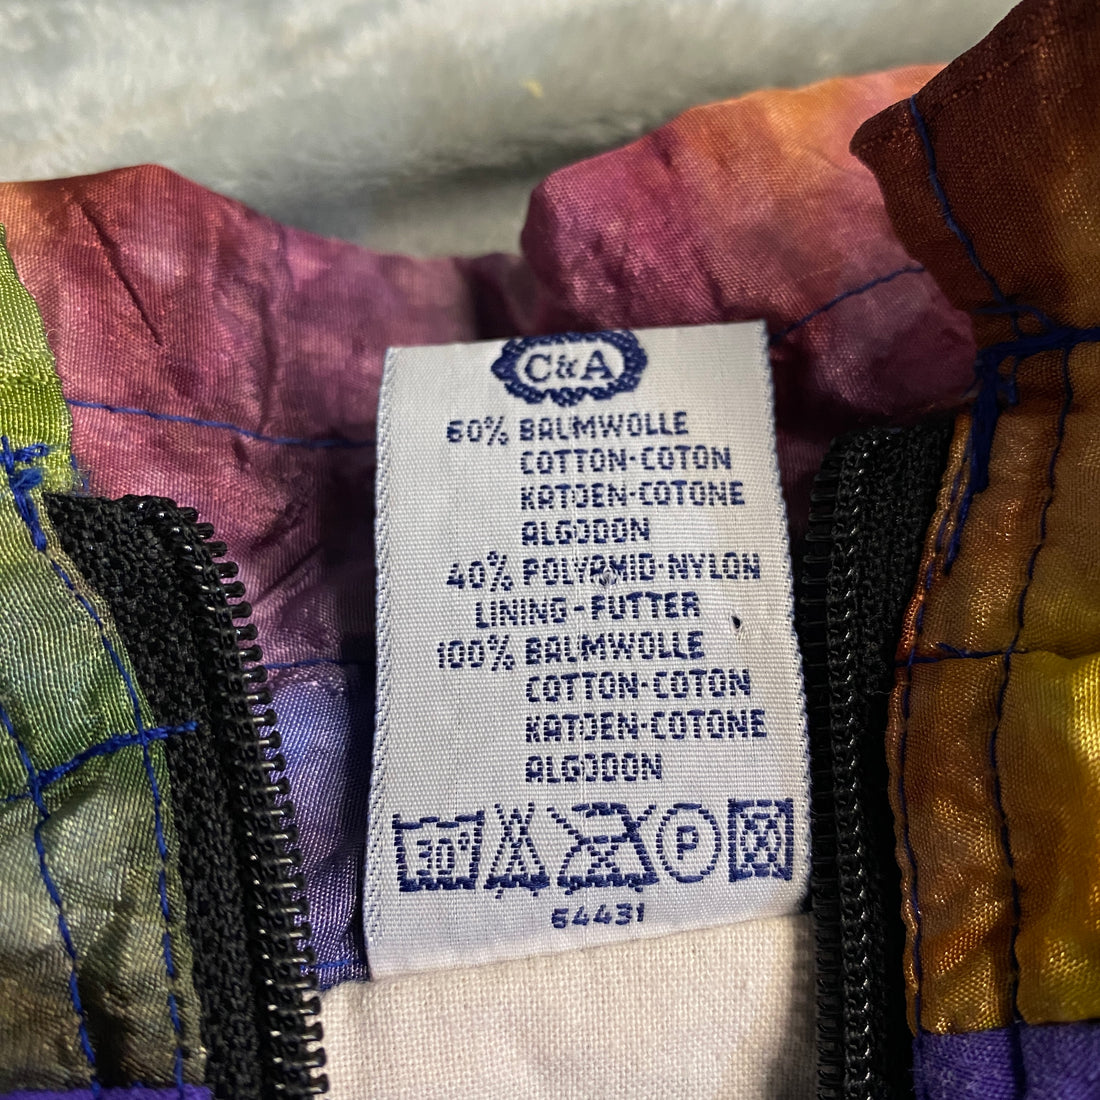 C&A
60% BAUMWOLLE
COTTON-COTON
KATOEN-COTONE
ALGODON
40% POLYAMID-NYLON
LINING-FUTTER
100% BAUMWOLLE
COTTON-COTON
KATOEN-COTONE
ALGODON
30° P
64431